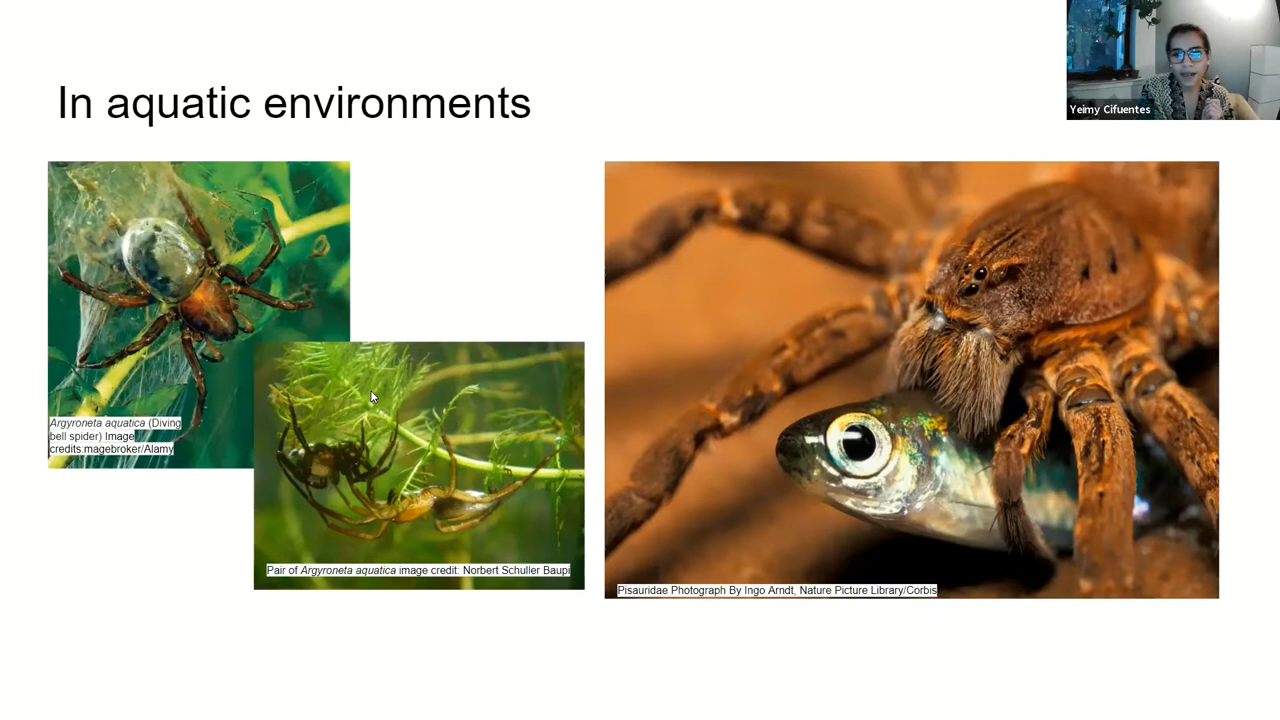 Yeimy Cifuentes
In aquatic environments
Argyroneta aquatica (Diving
bell spider) Image
credits:magebroker/Alamy
Pair of Argyroneta aquatica image credit: Norbert Schuller Baupi
Pisauridae Photograph By Ingo Arndt, Nature Picture Library/Corbis